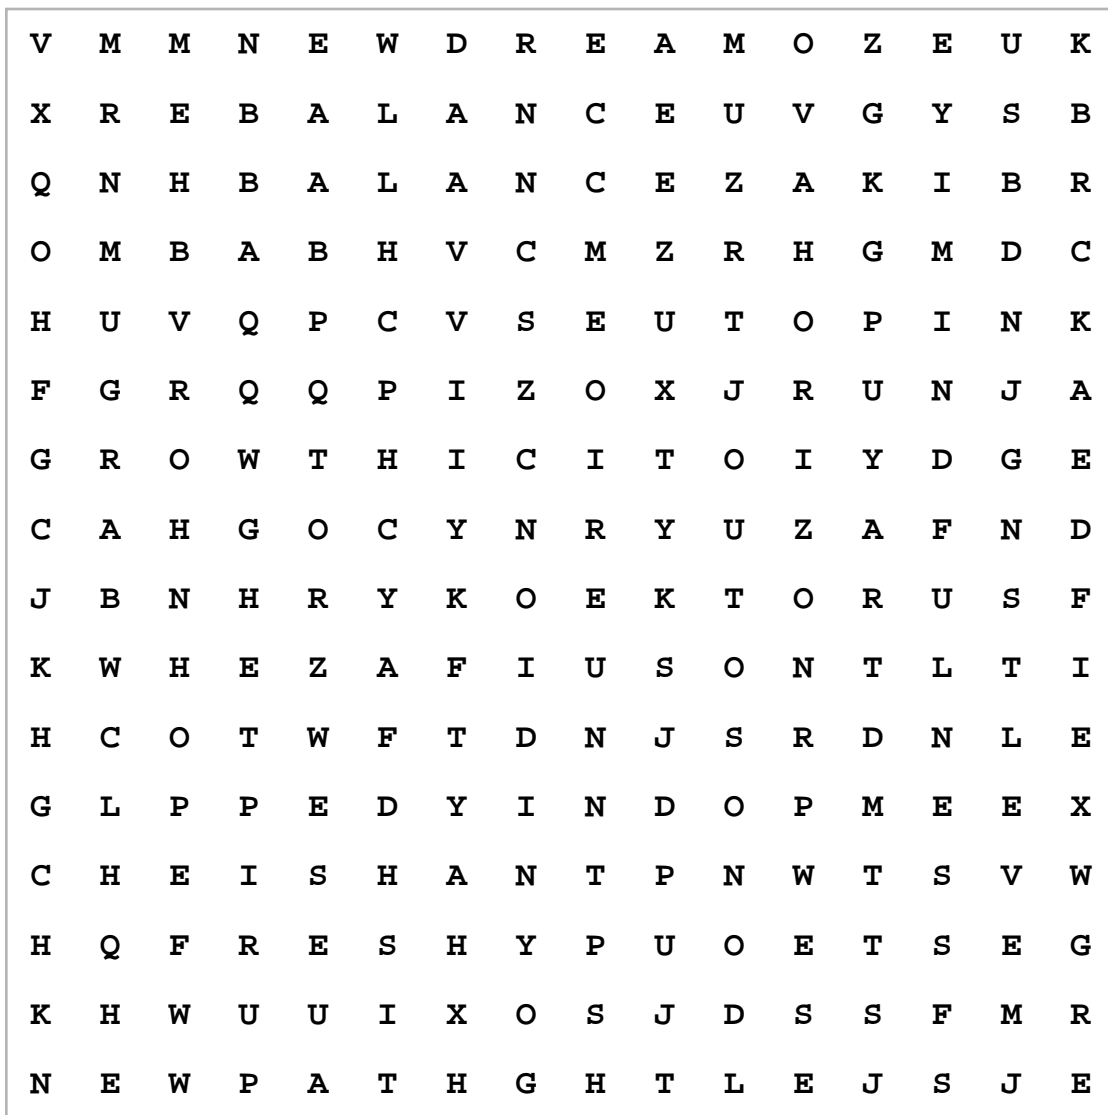 V M M N E W D R E A M O Z E U K
X R E B A L A N C E U V G Y S B
Q N H B A L A N C E Z A K I B R
O M B A B H V C M Z R H G M D C
H U V Q P C V S E U T O P I N K
F G R Q Q P I Z O X J R U N J A
G R O W T H I C I T O I Y D G E
C A H G O C Y N R Y U Z A F N D
J B N H R Y K O E K T O R U S F
K W H E Z A F I U S O N T L T I
H C O T W F T D N J S R D N L E
G L P P E D Y I N D O P M E E X
C H E I S H A N T P N W T S V W
H Q F R E S H Y P U O E T S E G
K H W U U I X O S J D S S F M R
N E W P A T H G H T L E J S J E